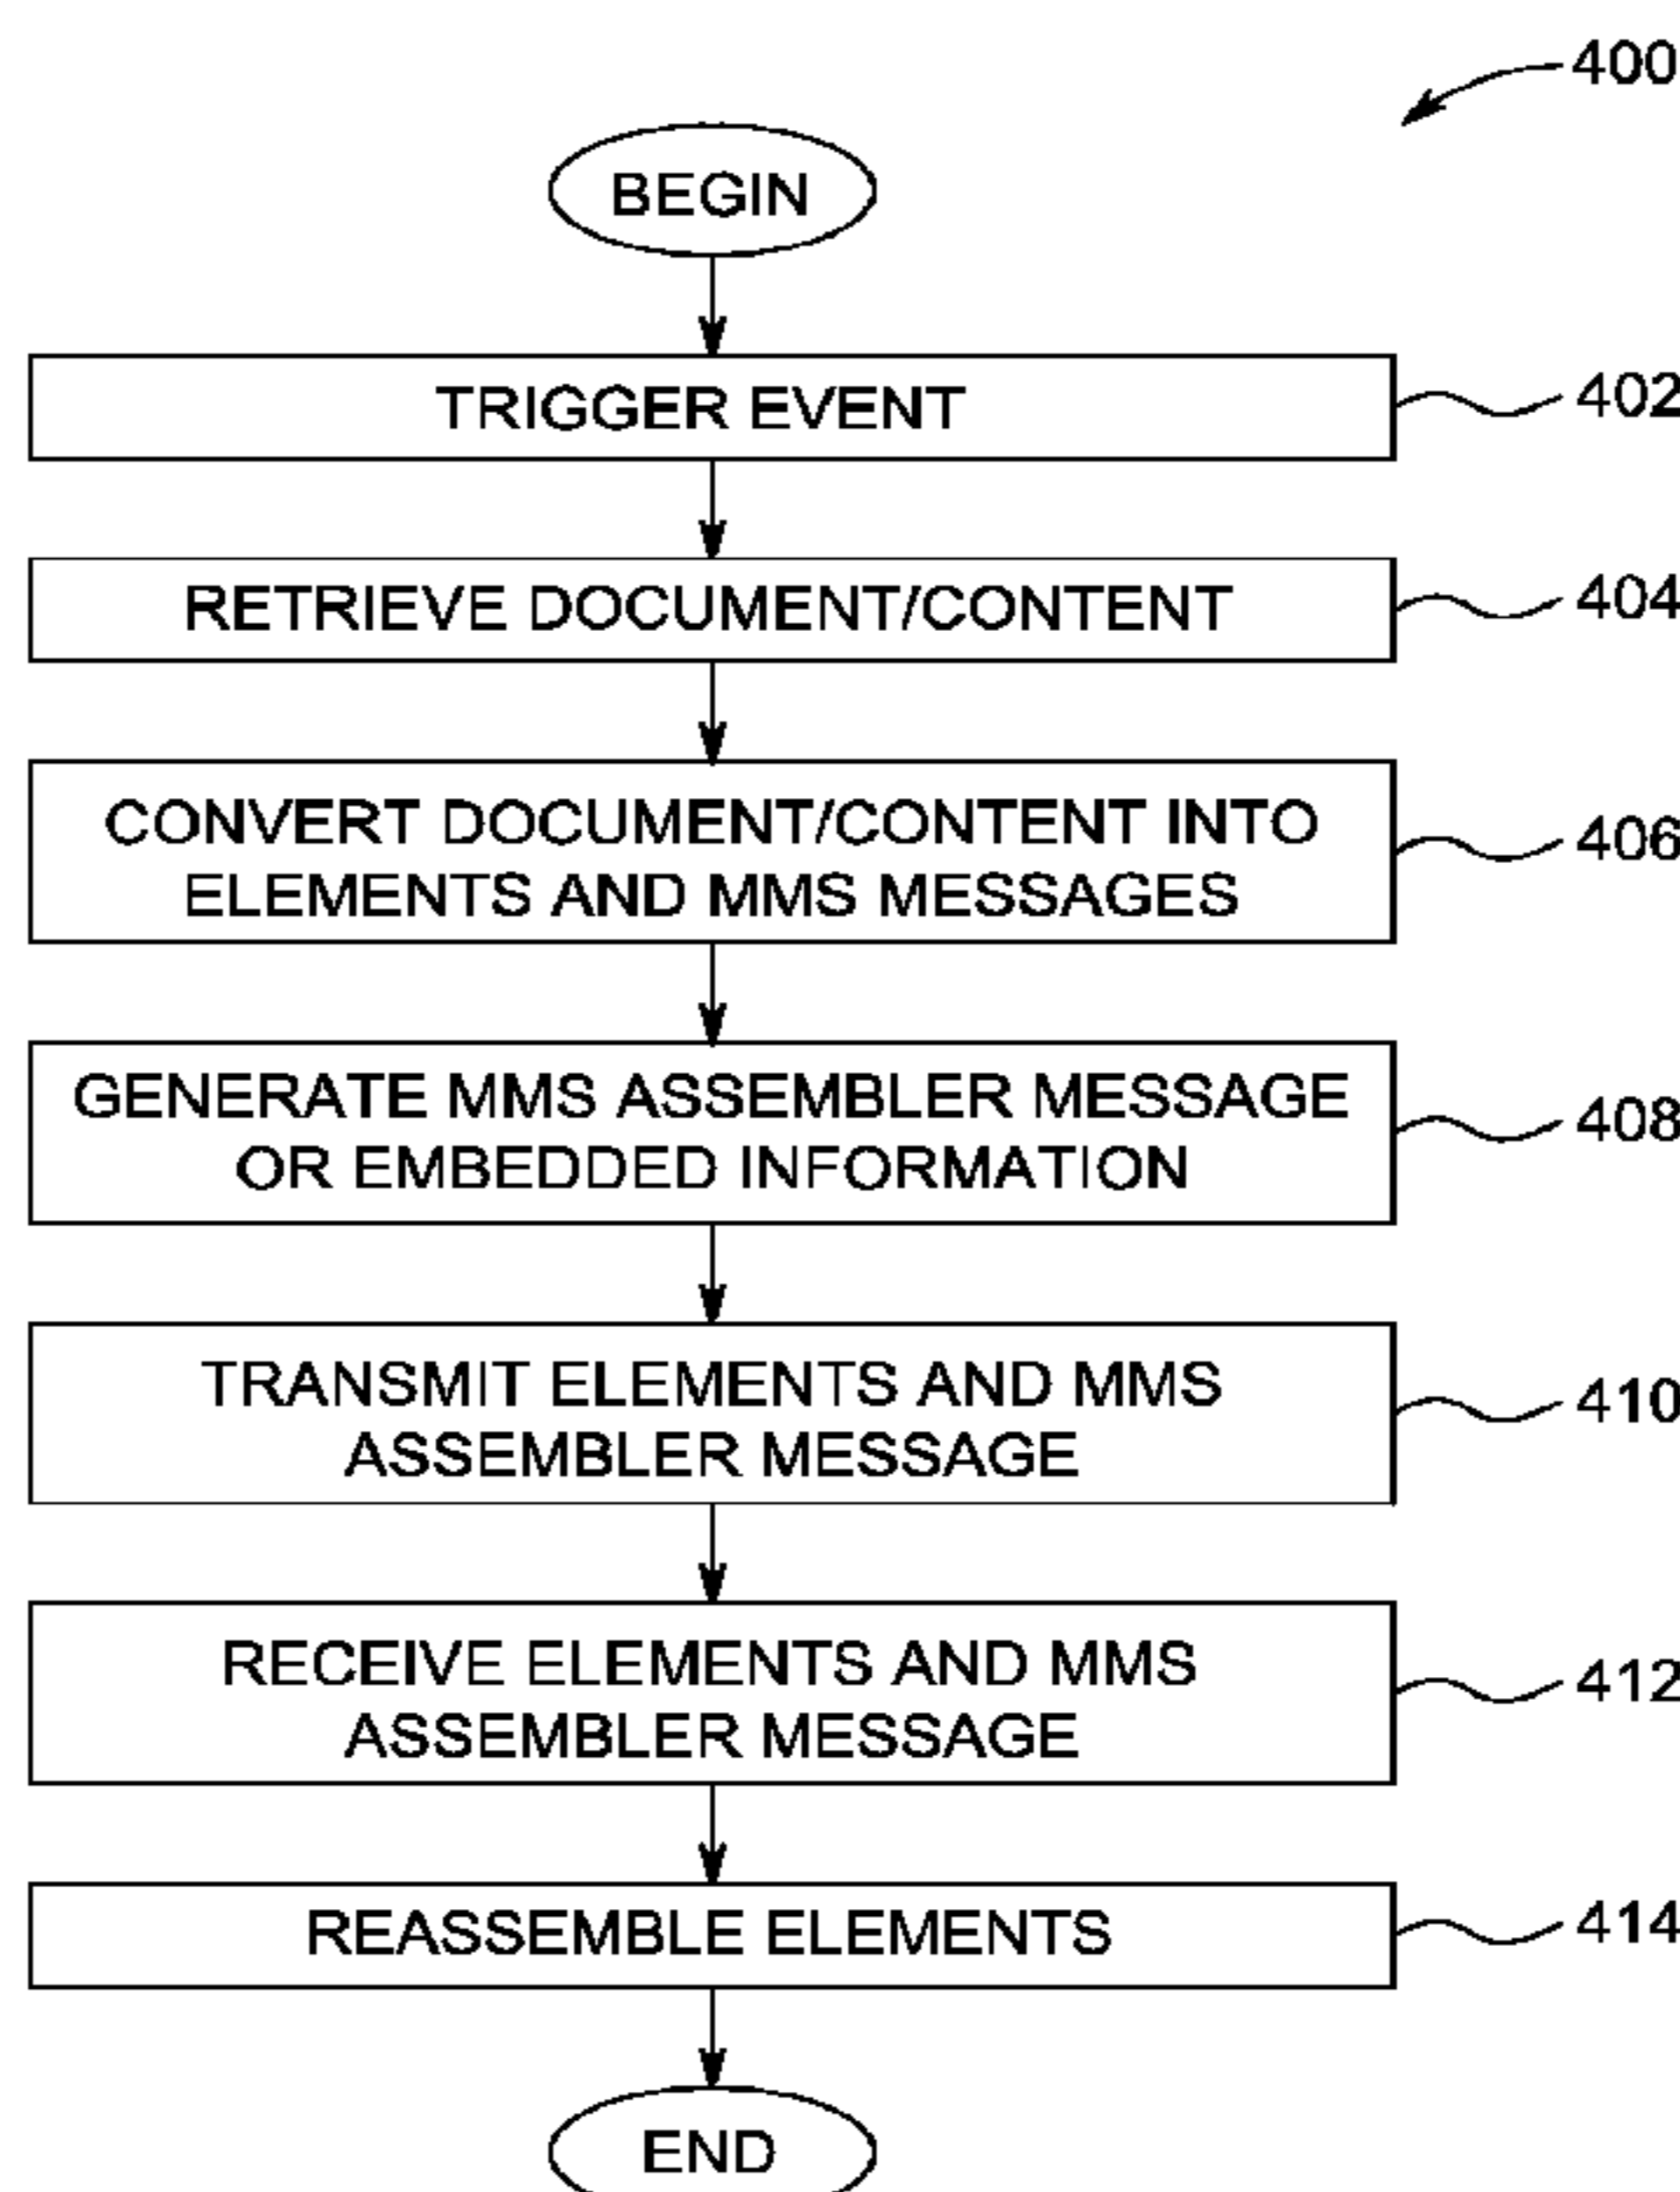 400
BEGIN
TRIGGER EVENT
402
RETRIEVE DOCUMENT/CONTENT
404
CONVERT DOCUMENT/CONTENT INTO
ELEMENTS AND MMS MESSAGES
406
GENERATE MMS ASSEMBLER MESSAGE
OR EMBEDDED INFORMATION
408
TRANSMIT ELEMENTS AND MMS
ASSEMBLER MESSAGE
410
RECEIVE ELEMENTS AND MMS
ASSEMBLER MESSAGE
412
REASSEMBLE ELEMENTS
414
END